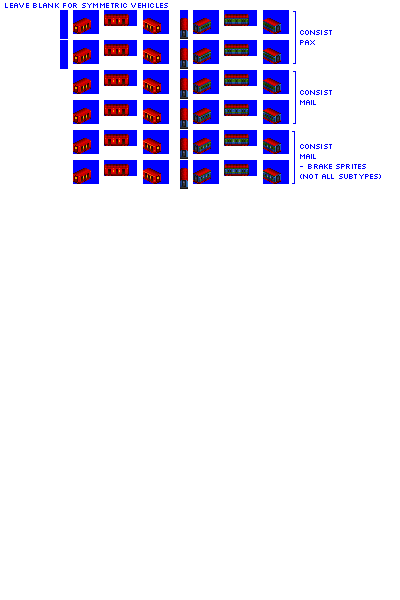 LEAVE BLANK FOR SYMMETRIC VEHICLES
CONSIST
PAX
CONSIST
MAIL
CONSIST
MAIL
- BRAKE SPRITES
(NOT ALL SUBTYPES)